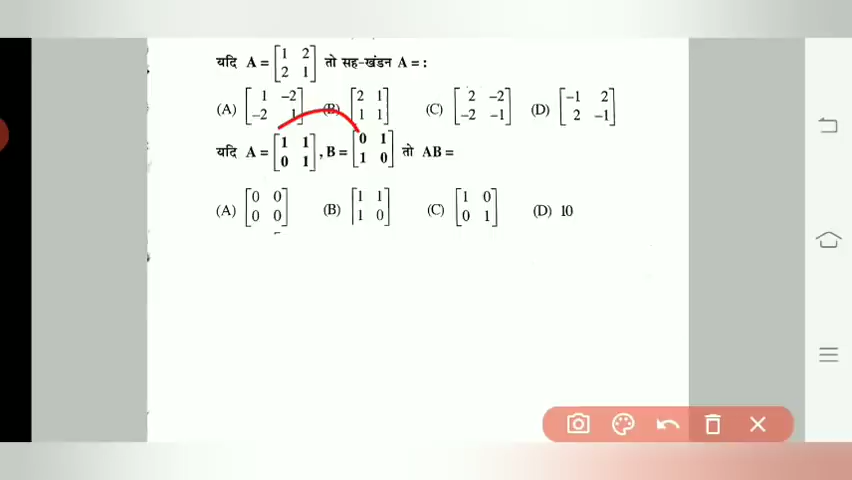 यदि A = [1 2 2 1] तो सह-खंडन A = :
(A) [1 –2 –2 1] (B) [2 1 1 1] (C) [2 –2 –2 –1] (D) [–1 2 2 –1]
यदि A = [1 1 0 1] , B = [0 1 1 0] तो AB =
(A) [0 0 0 0] (B) [1 1 1 0] (C) [1 0 0 1] (D) 10